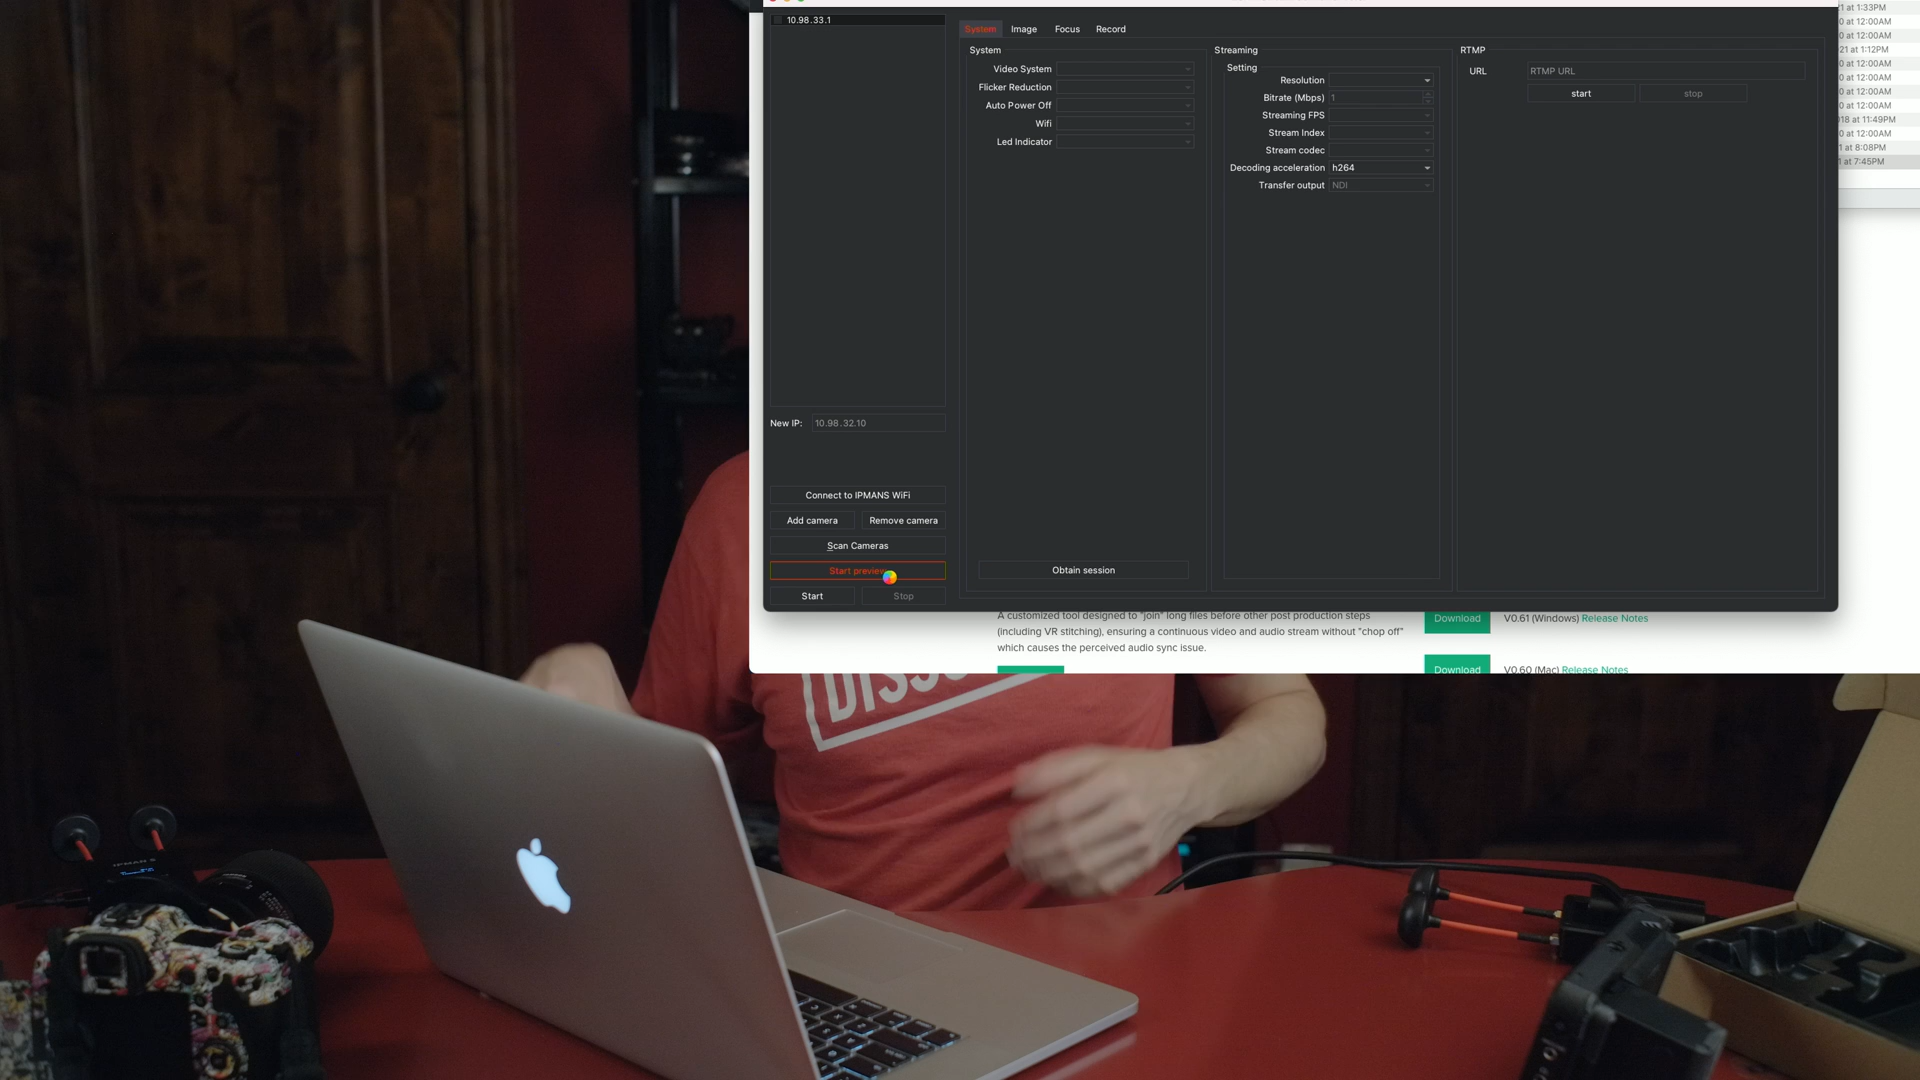 10.98.33.1
System Image Focus Record
System
Video System
Flicker Reduction
Auto Power Off
Wifi
Led Indicator
Obtain session
Streaming
Setting
Resolution
Bitrate (Mbps) 1
Streaming FPS
Stream Index
Stream codec
Decoding acceleration h264
Transfer output NDI
RTMP
URL RTMP URL
start stop
New IP: 10.98.32.10
Connect to IPMANS WiFi
Add camera Remove camera
Scan Cameras
Start preview
Start Stop
at 1:33PM
at 12:00AM
at 12:00AM
21 at 1:12PM
at 12:00AM
at 12:00AM
at 12:00AM
at 12:00AM
018 at 11:49PM
at 12:00AM
at 8:08PM
at 7:45PM
A customized tool designed to "join" long files before other post production steps
(including VR stitching), ensuring a continuous video and audio stream without "chop off"
which causes the perceived audio sync issue.
Download V0.61 (Windows) Release Notes
Download V0.60 (Mac) Release Notes